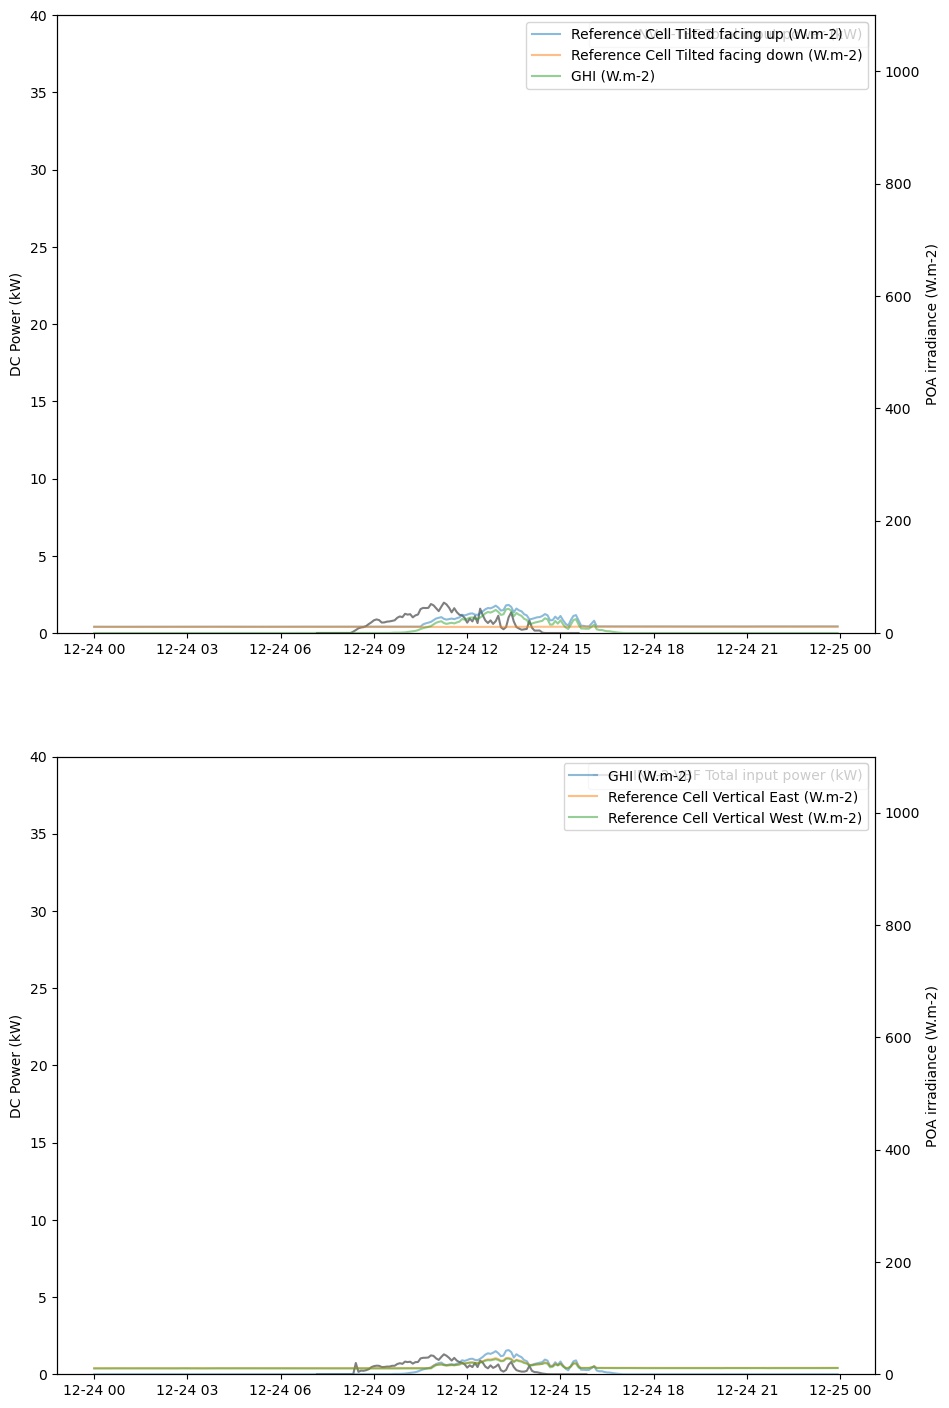 40
35
30
25
20
15
10
5
0
DC Power (kW)
Reference Cell Tilted facing up (W.m-2)
Reference Cell Tilted facing down (W.m-2)
GHI (W.m-2)
1000
800
600
400
200
0
POA irradiance (W.m-2)
12-24 00 12-24 03 12-24 06 12-24 09 12-24 12 12-24 15 12-24 18 12-24 21 12-25 00
40
35
30
25
20
15
10
5
0
DC Power (kW)
GHI (W.m-2) Total input power (kW)
Reference Cell Vertical East (W.m-2)
Reference Cell Vertical West (W.m-2)
1000
800
600
400
200
0
POA irradiance (W.m-2)
12-24 00 12-24 03 12-24 06 12-24 09 12-24 12 12-24 15 12-24 18 12-24 21 12-25 00